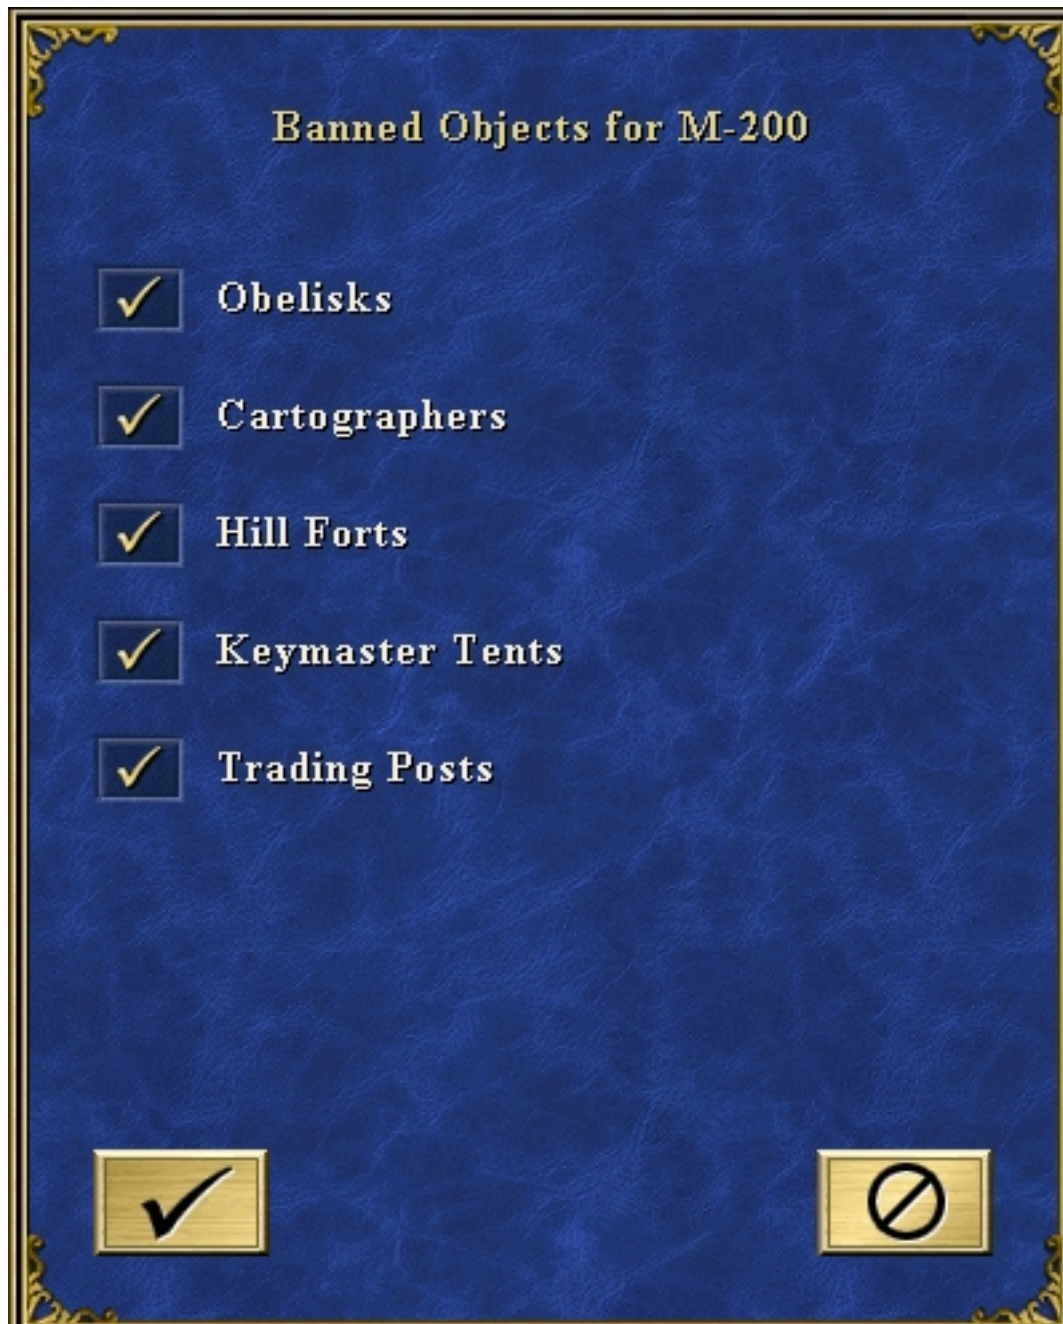 Banned Objects for M-200
Obelisks
Cartographers
Hill Forts
Keymaster Tents
Trading Posts